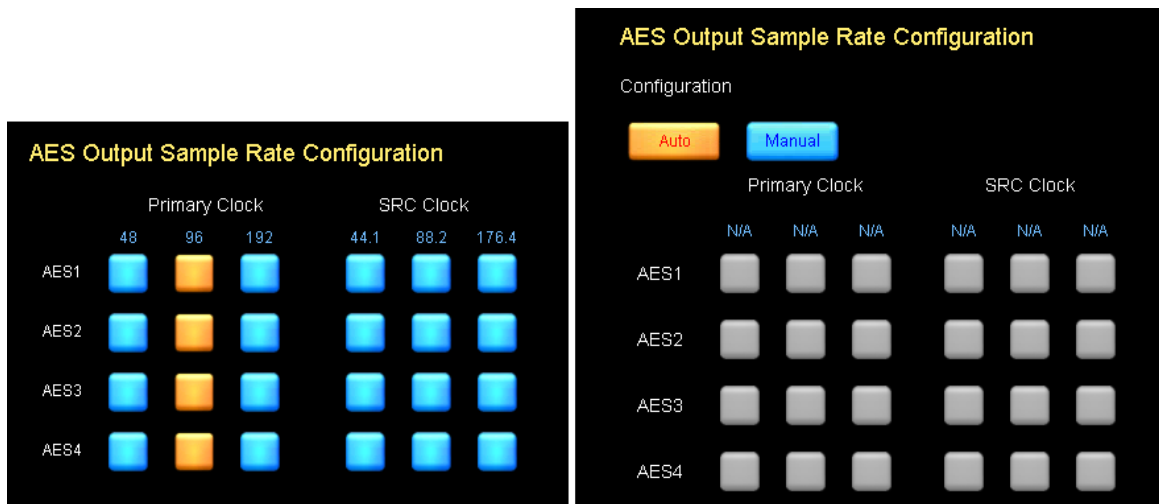 AES Output Sample Rate Configuration
Primary Clock SRC Clock
48 96 192 44.1 88.2 176.4
AES1
AES2
AES3
AES4
AES Output Sample Rate Configuration
Configuration
Auto Manual
Primary Clock SRC Clock
N/A N/A N/A N/A N/A N/A
AES1
AES2
AES3
AES4